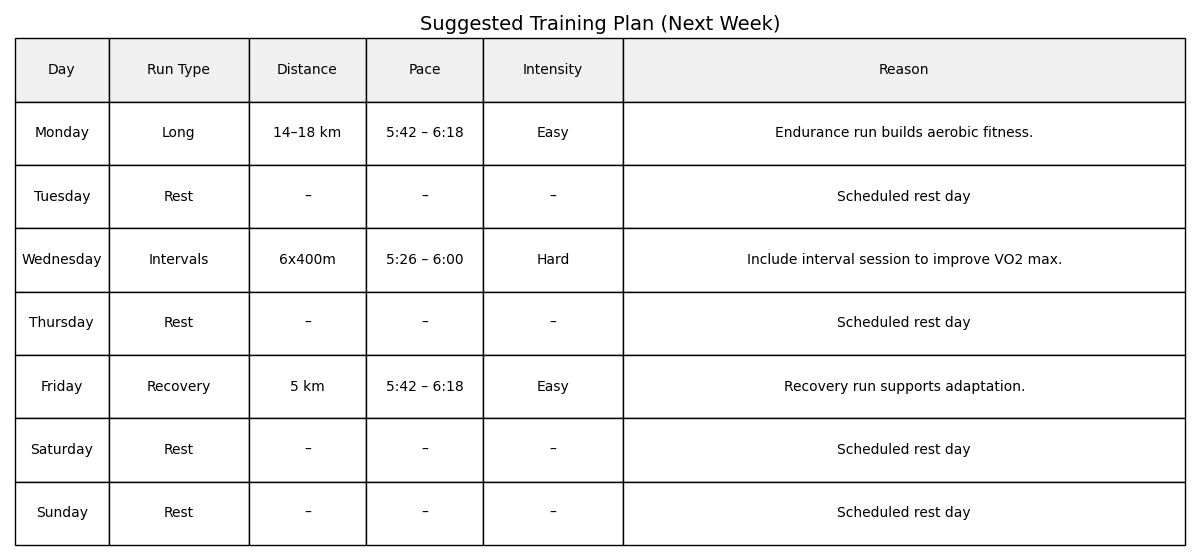 Suggested Training Plan (Next Week)
Day Run Type Distance Pace Intensity Reason
Monday Long 14–18 km 5:42 – 6:18 Easy Endurance run builds aerobic fitness.
Tuesday Rest – – – Scheduled rest day
Wednesday Intervals 6x400m 5:26 – 6:00 Hard Include interval session to improve VO2 max.
Thursday Rest – – – Scheduled rest day
Friday Recovery 5 km 5:42 – 6:18 Easy Recovery run supports adaptation.
Saturday Rest – – – Scheduled rest day
Sunday Rest – – – Scheduled rest day